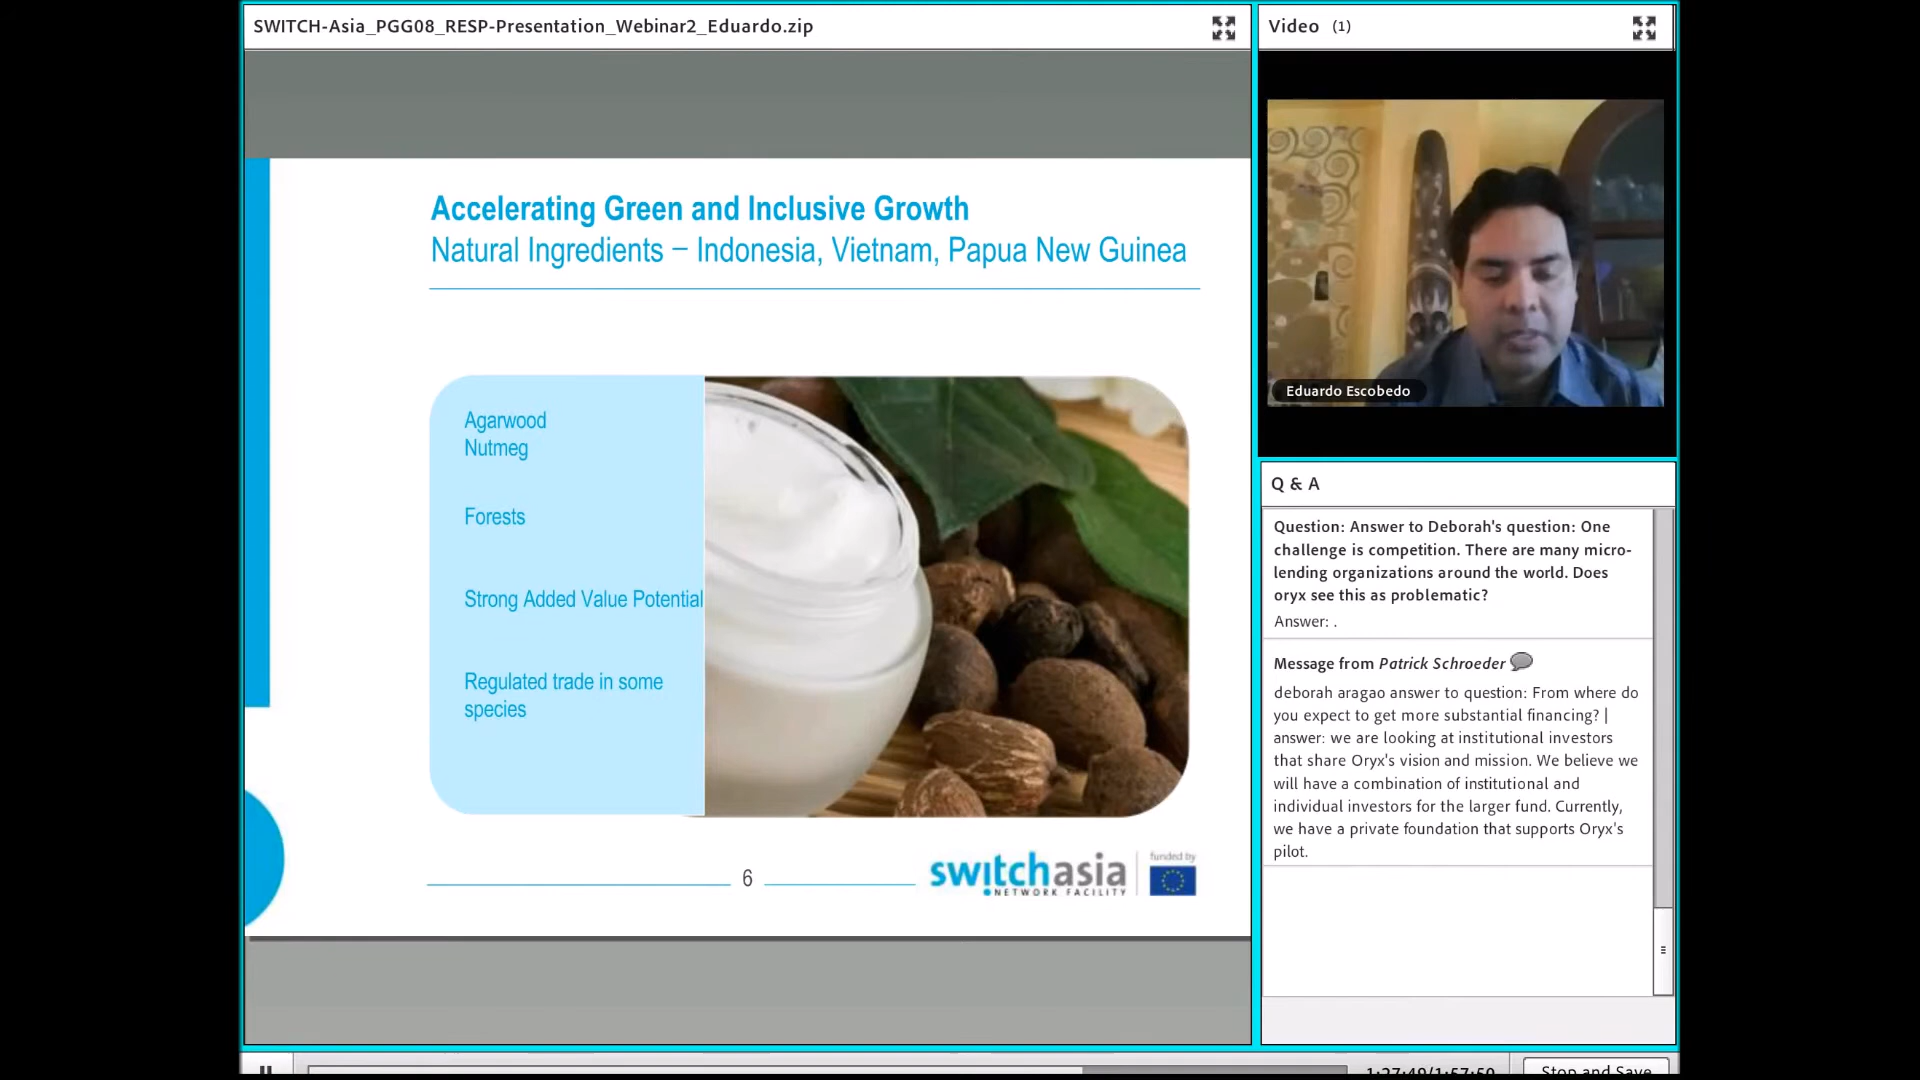 SWITCH-Asia_PGG08_RESP-Presentation_Webinar2_Eduardo.zip
Accelerating Green and Inclusive Growth
Natural Ingredients – Indonesia, Vietnam, Papua New Guinea
Agarwood
Nutmeg
Forests
Strong Added Value Potential
Regulated trade in some
species
6
switchasia
NETWORK FACILITY
funded by
Video (1)
Eduardo Escobedo
Q & A
Question: Answer to Deborah's question: One
challenge is competition. There are many micro-
lending organizations around the world. Does
oryx see this as problematic?
Answer: .
Message from Patrick Schroeder
deborah aragao answer to question: From where do
you expect to get more substantial financing? |
answer: we are looking at institutional investors
that share Oryx's vision and mission. We believe we
will have a combination of institutional and
individual investors for the larger fund. Currently,
we have a private foundation that supports Oryx's
pilot.
1:27:49/1:57:50
Stop and Save